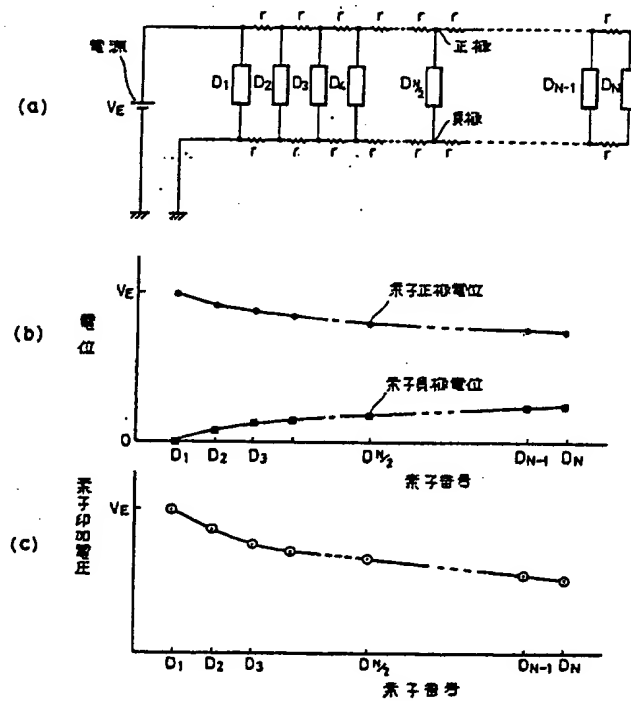 (a)
電源
VE
r r r r r r r
正極
D1 D2 D3 D4 DN/2 DN-1 DN
負極
r r r r r r r
(b)
電位
VE
0
素子正極電位
素子負極電位
D1 D2 D3 DN/2 DN-1 DN
素子番号
(c)
素子印加電圧
VE
D1 D2 D3 DN/2 DN-1 DN
素子番号